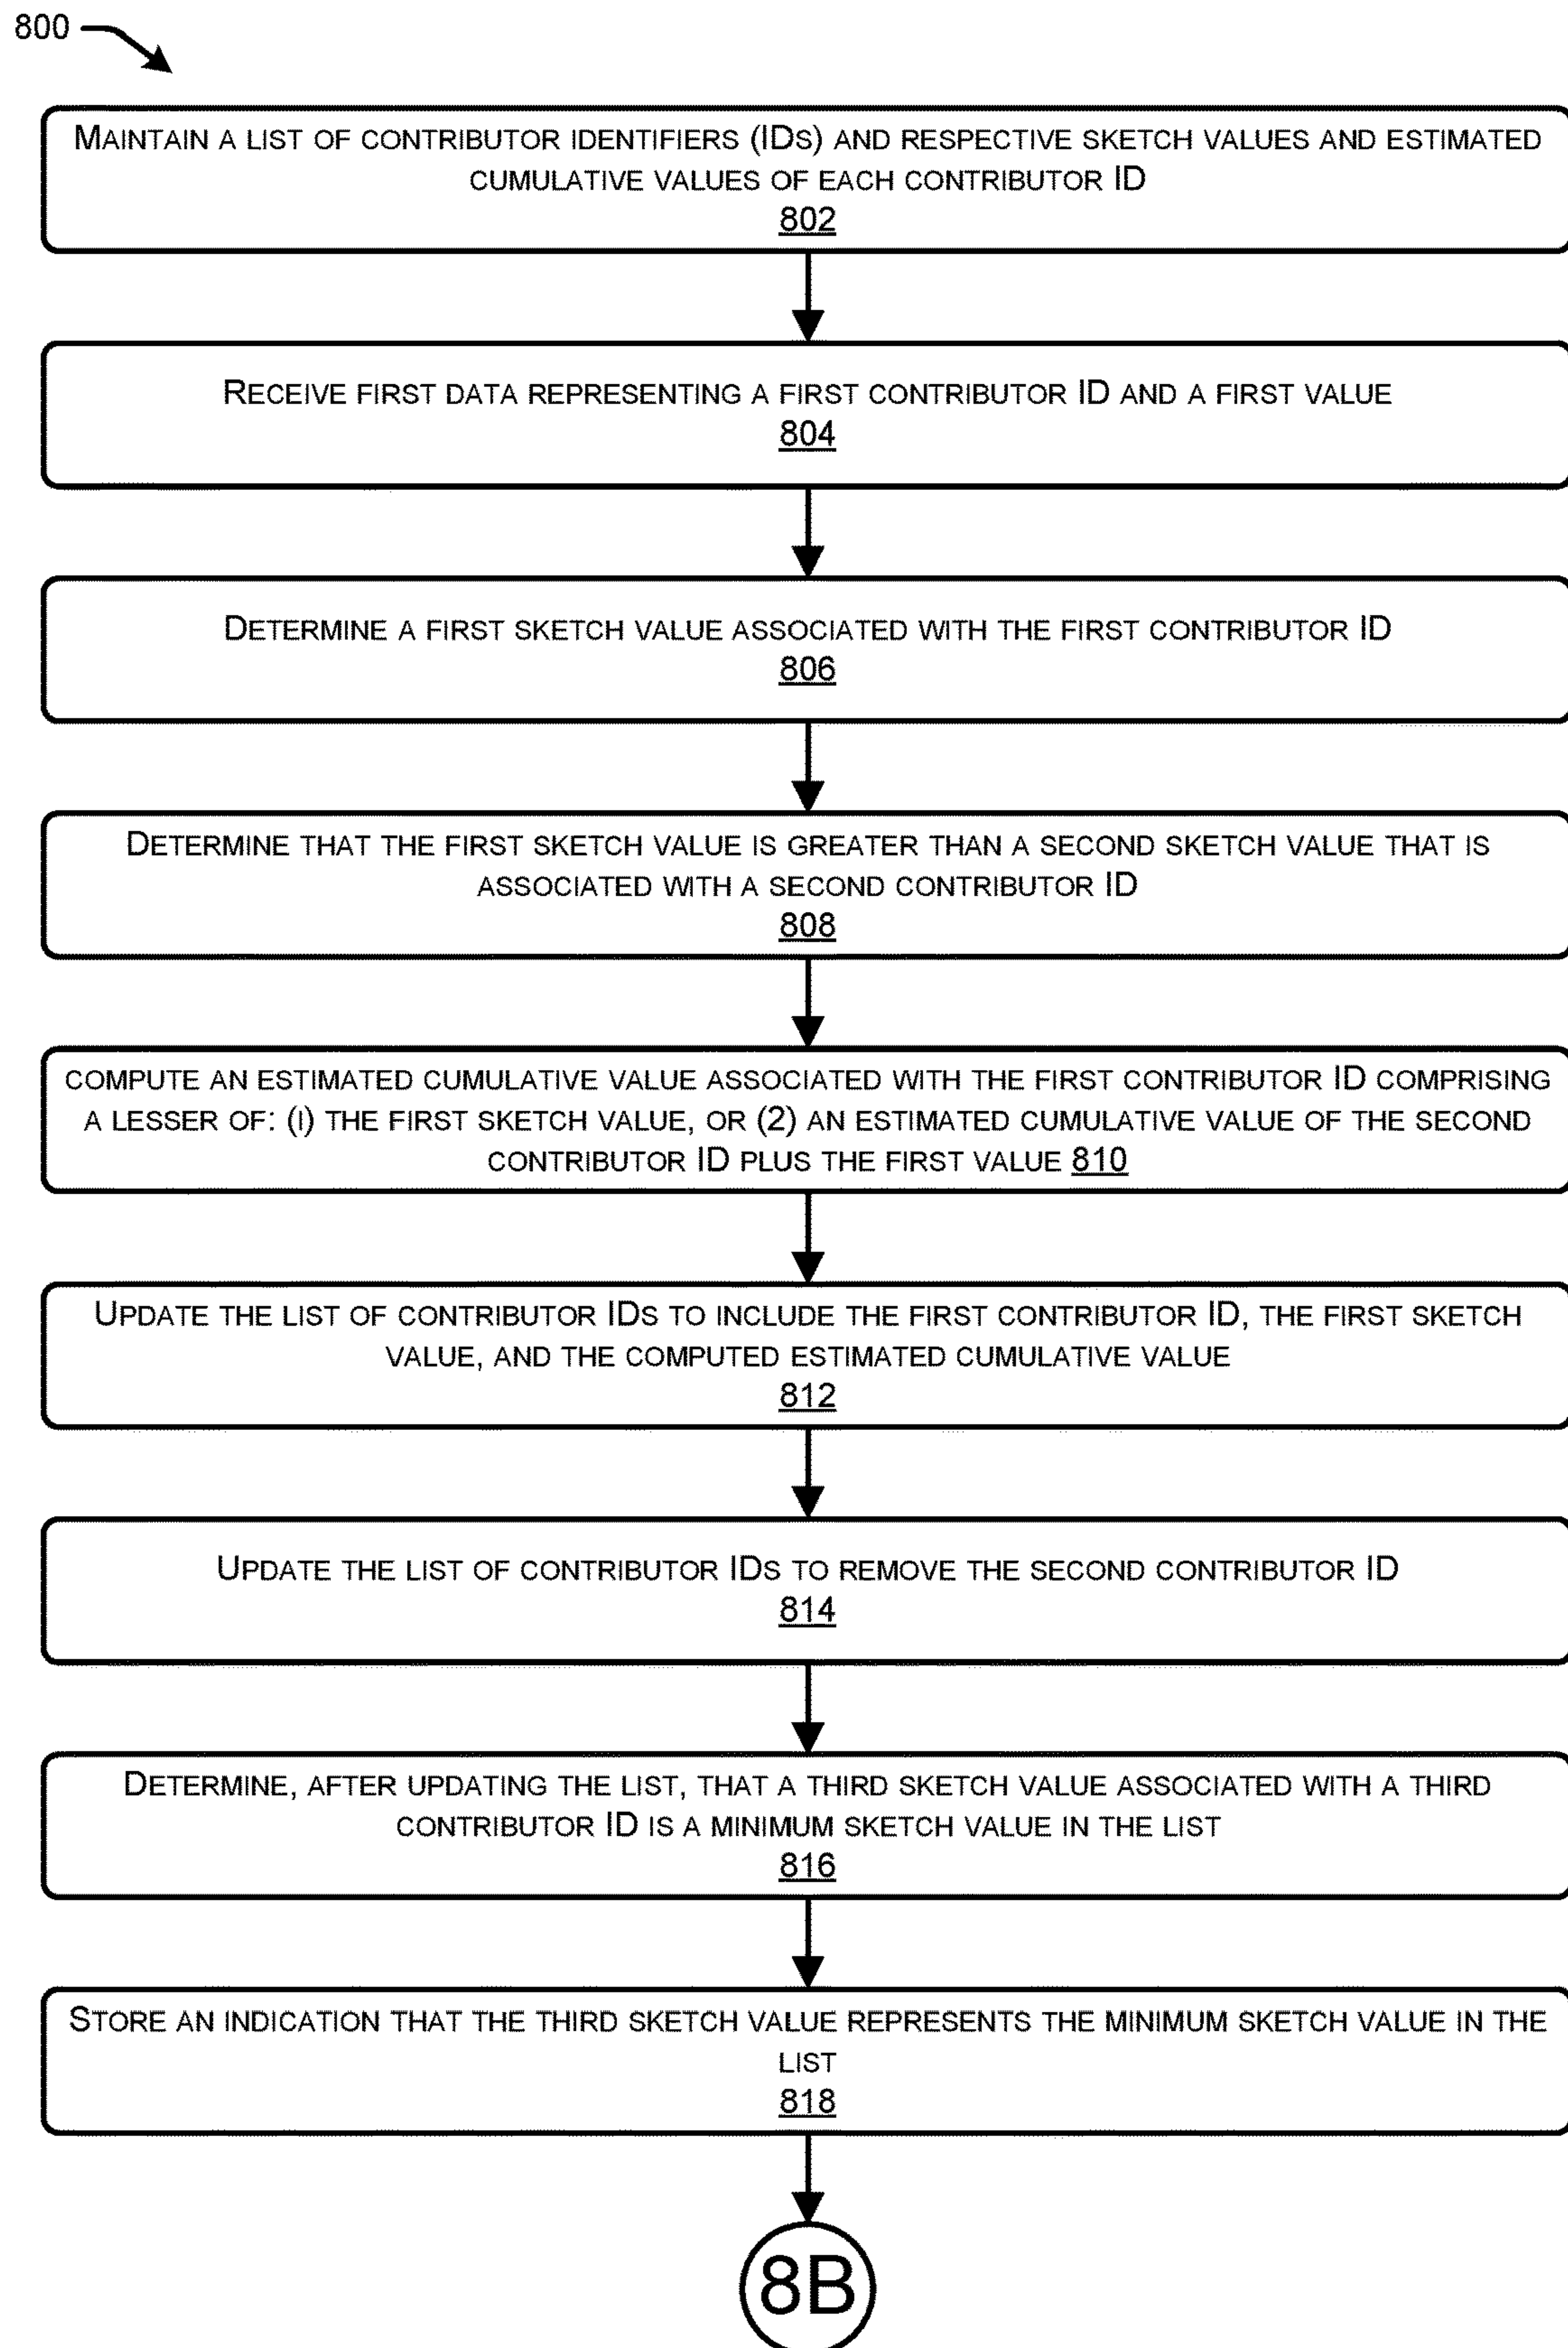 800
MAINTAIN A LIST OF CONTRIBUTOR IDENTIFIERS (IDS) AND RESPECTIVE SKETCH VALUES AND ESTIMATED
CUMULATIVE VALUES OF EACH CONTRIBUTOR ID
802
RECEIVE FIRST DATA REPRESENTING A FIRST CONTRIBUTOR ID AND A FIRST VALUE
804
DETERMINE A FIRST SKETCH VALUE ASSOCIATED WITH THE FIRST CONTRIBUTOR ID
806
DETERMINE THAT THE FIRST SKETCH VALUE IS GREATER THAN A SECOND SKETCH VALUE THAT IS
ASSOCIATED WITH A SECOND CONTRIBUTOR ID
808
COMPUTE AN ESTIMATED CUMULATIVE VALUE ASSOCIATED WITH THE FIRST CONTRIBUTOR ID COMPRISING
A LESSER OF: (I) THE FIRST SKETCH VALUE, OR (2) AN ESTIMATED CUMULATIVE VALUE OF THE SECOND
CONTRIBUTOR ID PLUS THE FIRST VALUE 810
UPDATE THE LIST OF CONTRIBUTOR IDS TO INCLUDE THE FIRST CONTRIBUTOR ID, THE FIRST SKETCH
VALUE, AND THE COMPUTED ESTIMATED CUMULATIVE VALUE
812
UPDATE THE LIST OF CONTRIBUTOR IDS TO REMOVE THE SECOND CONTRIBUTOR ID
814
DETERMINE, AFTER UPDATING THE LIST, THAT A THIRD SKETCH VALUE ASSOCIATED WITH A THIRD
CONTRIBUTOR ID IS A MINIMUM SKETCH VALUE IN THE LIST
816
STORE AN INDICATION THAT THE THIRD SKETCH VALUE REPRESENTS THE MINIMUM SKETCH VALUE IN THE
LIST
818
8B